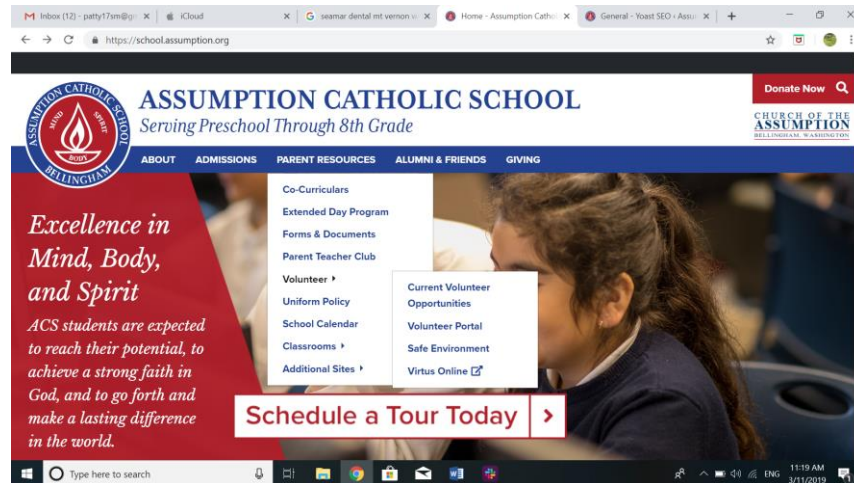 Inbox (12) - patty17sm@g
iCloud
seamar dental mt vernon
Home - Assumption Cathol
General - Yoast SEO ‹ Assu
https://school.assumption.org
ASSUMPTION CATHOLIC SCHOOL
Serving Preschool Through 8th Grade
ASSUMPTION CATHOLIC SCHOOL
MIND
SPIRIT
BODY
BELLINGHAM
Donate Now
CHURCH OF THE
ASSUMPTION
BELLINGHAM, WASHINGTON
ABOUT ADMISSIONS PARENT RESOURCES ALUMNI & FRIENDS GIVING
Co-Curriculars
Extended Day Program
Forms & Documents
Parent Teacher Club
Volunteer
Uniform Policy
School Calendar
Classrooms
Additional Sites
Current Volunteer
Opportunities
Volunteer Portal
Safe Environment
Virtus Online
Excellence in
Mind, Body,
and Spirit
ACS students are expected
to reach their potential, to
achieve a strong faith in
God, and to go forth and
make a lasting difference
in the world.
Schedule a Tour Today
Type here to search
ENG
11:19 AM
3/11/2019